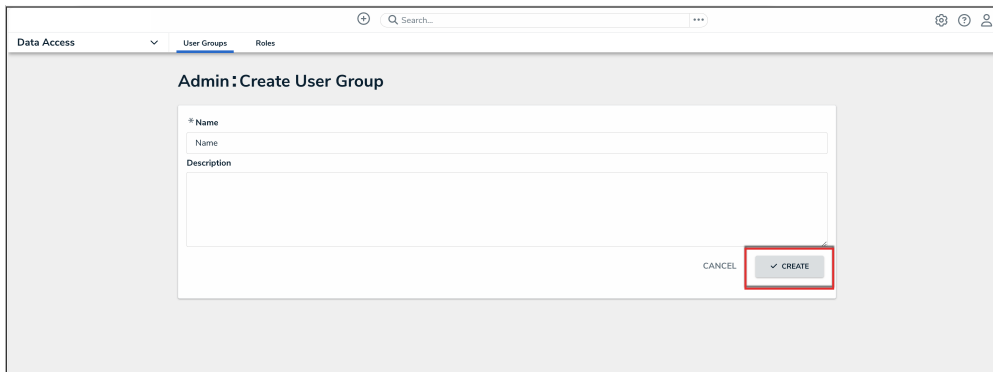 Search...
Data Access
User Groups Roles
Admin:Create User Group
* Name
Name
Description
CANCEL ✓ CREATE